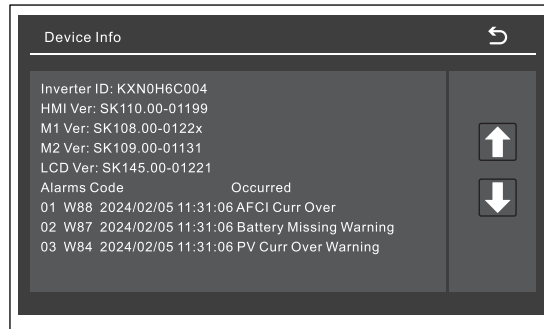 Device Info
Inverter ID: KXN0H6C004
HMI Ver: SK110.00-01199
M1 Ver: SK108.00-0122x
M2 Ver: SK109.00-01131
LCD Ver: SK145.00-01221
Alarms Code Occurred
01 W88 2024/02/05 11:31:06 AFCI Curr Over
02 W87 2024/02/05 11:31:06 Battery Missing Warning
03 W84 2024/02/05 11:31:06 PV Curr Over Warning